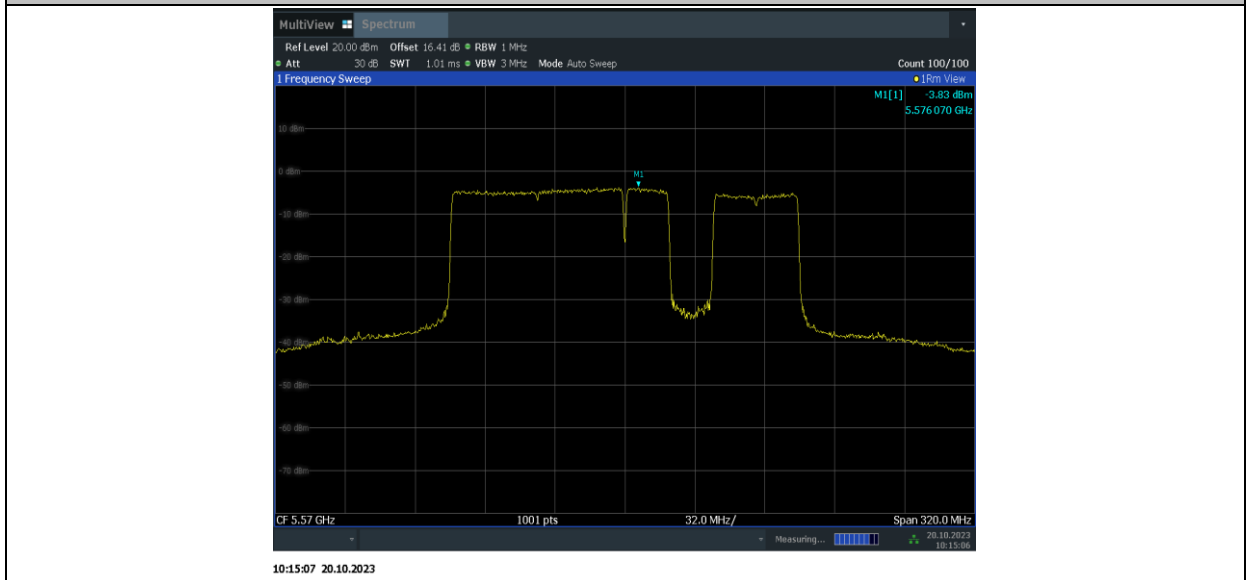 MultiView Spectrum
Ref Level 20.00 dBm Offset 16.41 dB RBW 1 MHz
Att 30 dB SWT 1.01 ms VBW 3 MHz Mode Auto Sweep Count 100/100
1 Frequency Sweep 1Rm View
M1[1] -3.83 dBm
5.576 070 GHz
10 dBm
0 dBm
M1
-10 dBm
-20 dBm
-30 dBm
-40 dBm
-50 dBm
-60 dBm
-70 dBm
CF 5.57 GHz 1001 pts 32.0 MHz/ Span 320.0 MHz
Measuring... 20.10.2023
10:15:06
10:15:07 20.10.2023